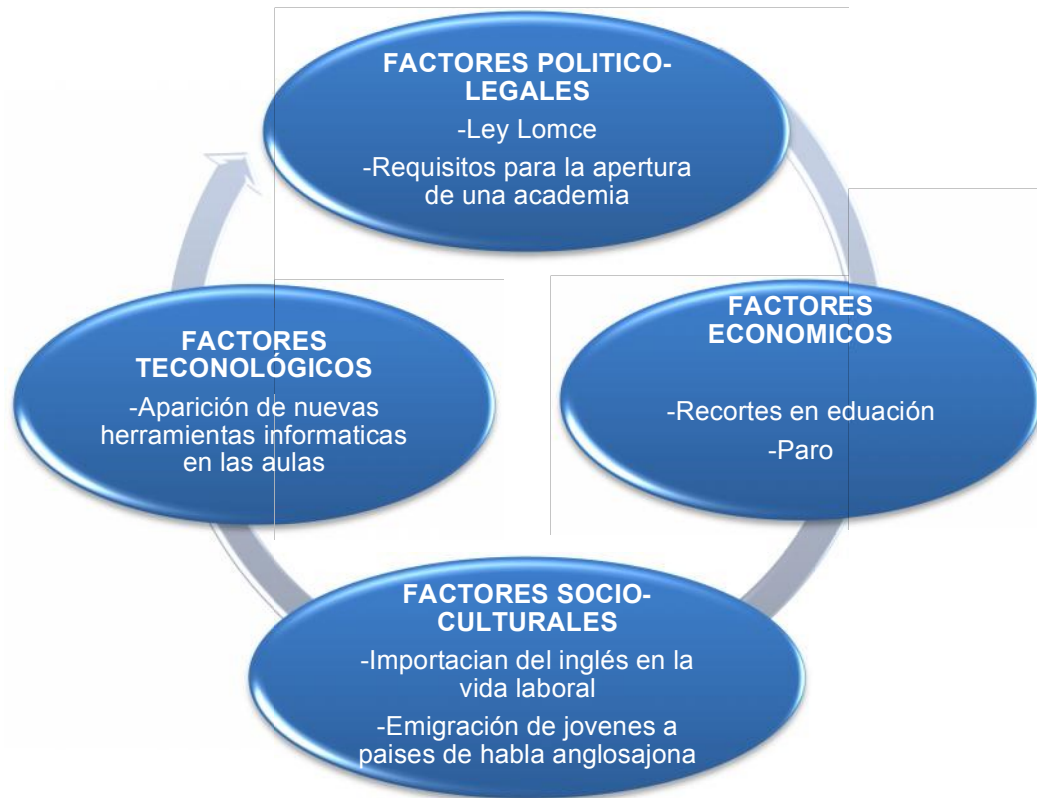 FACTORES POLITICO-
LEGALES
-Ley Lomce
-Requisitos para la apertura
de una academia
FACTORES
ECONOMICOS
-Recortes en eduación
-Paro
FACTORES SOCIO-
CULTURALES
-Importacian del inglés en la
vida laboral
-Emigración de jovenes a
paises de habla anglosajona
FACTORES
TECONOLÓGICOS
-Aparición de nuevas
herramientas informaticas
en las aulas